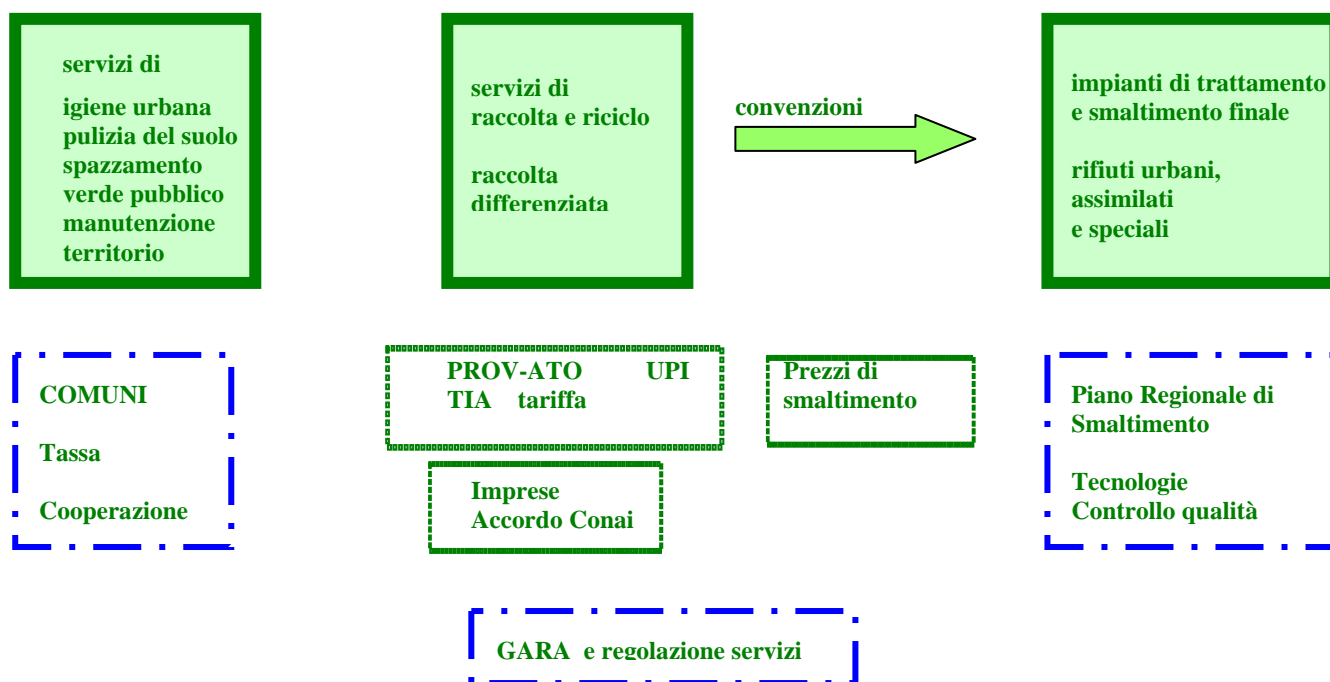 servizi di
igiene urbana
pulizia del suolo
spazzamento
verde pubblico
manutenzione
territorio
servizi di
raccolta e riciclo
raccolta
differenziata
convenzioni
impianti di trattamento
e smaltimento finale
rifiuti urbani,
assimilati
e speciali
COMUNI
Tassa
Cooperazione
PROV-ATO UPI
TIA tariffa
Imprese
Accordo Conai
Prezzi di
smaltimento
Piano Regionale di
Smaltimento
Tecnologie
Controllo qualità
GARA e regolazione servizi